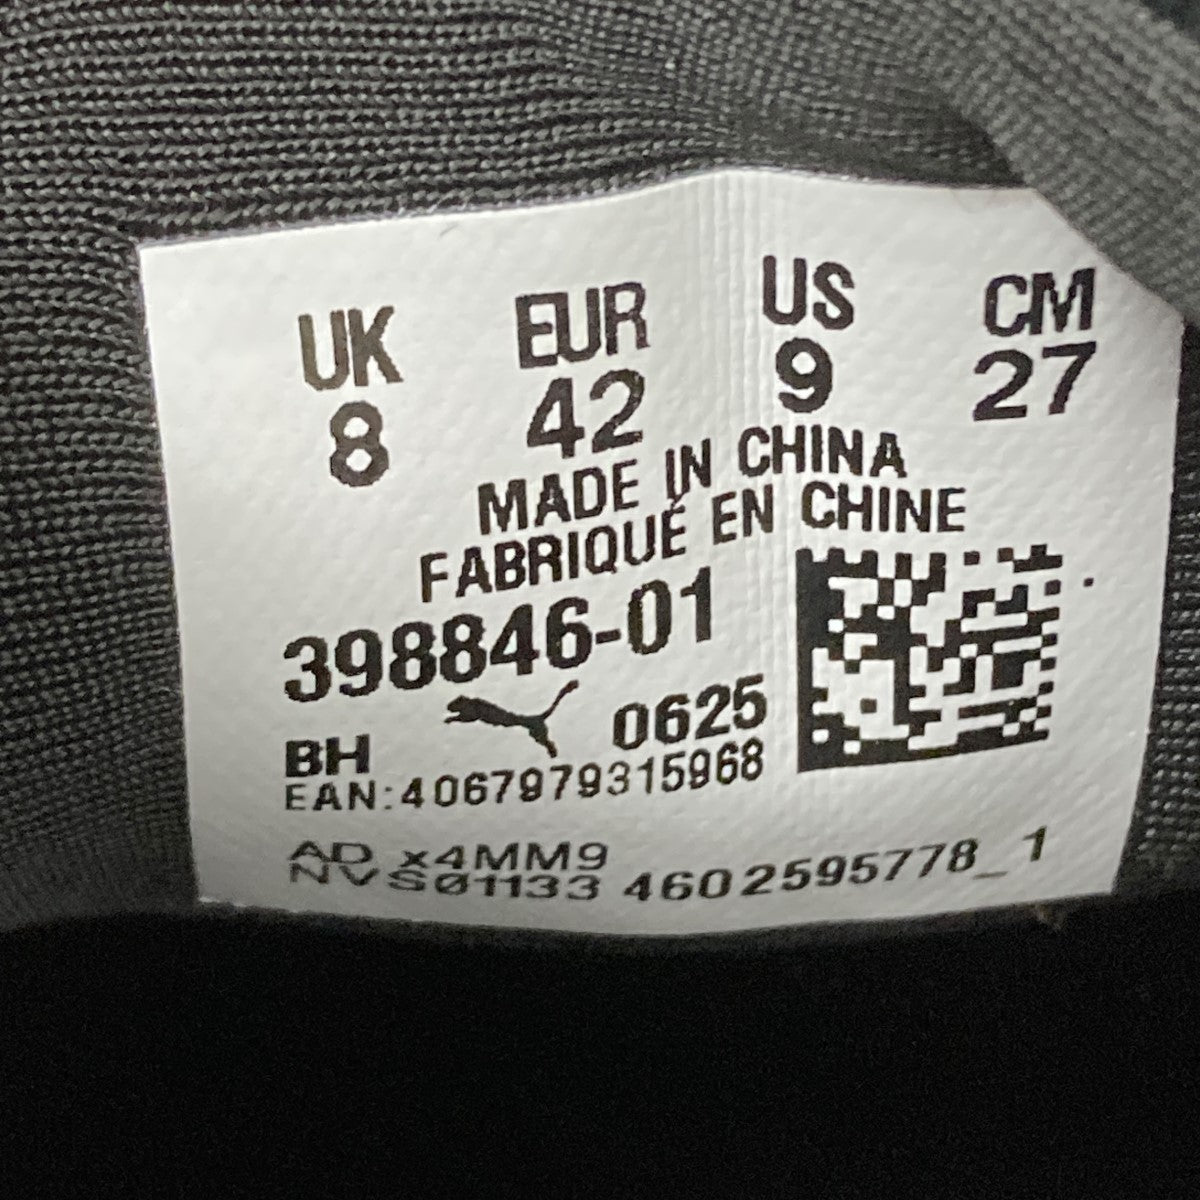 UK EUR US CM
8 42 9 27
MADE IN CHINA
FABRIQUÉ EN CHINE
398846-01
BH 0625
EAN:4067979315968
AD x4MM9
NVS01133 4602595778_1